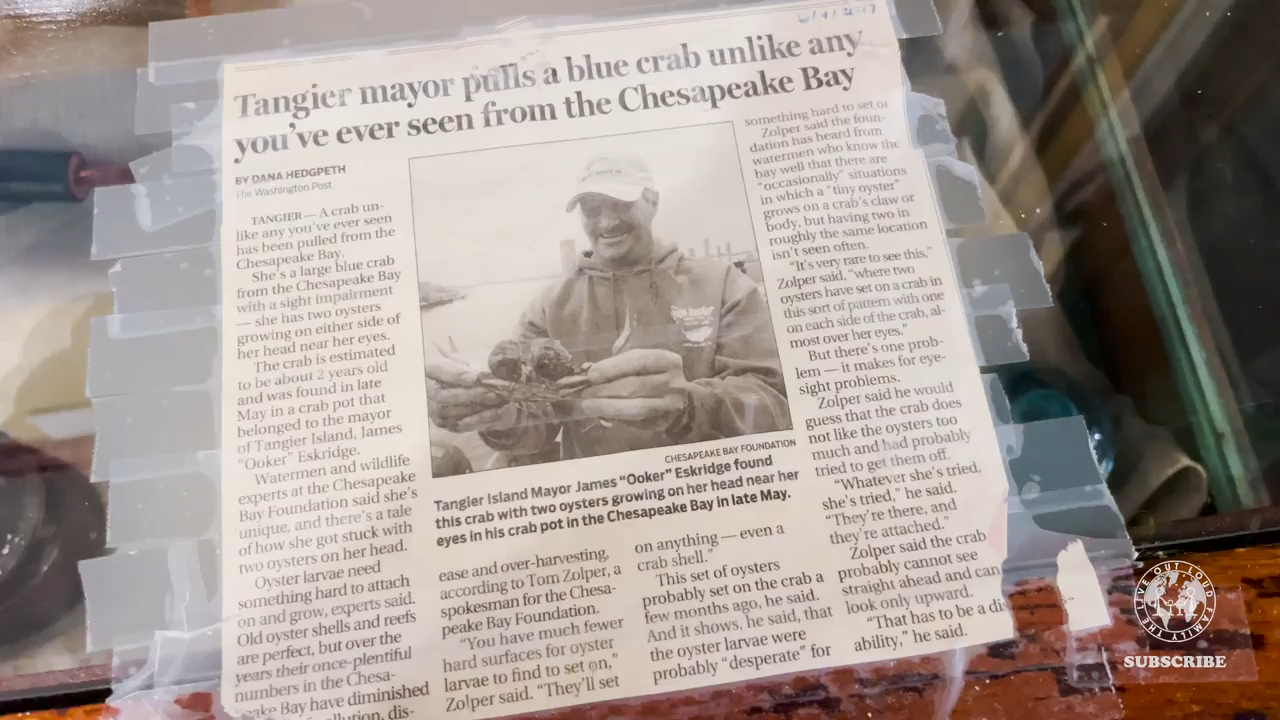 6/4/2017
Tangier mayor pulls a blue crab unlike any
you've ever seen from the Chesapeake Bay
BY DANA HEDGPETH
The Washington Post
TANGIER — A crab un-
like any you've ever seen
has been pulled from the
Chesapeake Bay.
She's a large blue crab
from the Chesapeake Bay
with a sight impairment
— she has two oysters
growing on either side of
her head near her eyes.
The crab is estimated
to be about 2 years old
and was found in late
May in a crab pot that
belonged to the mayor
of Tangier Island, James
"Ooker" Eskridge.
Watermen and wildlife
experts at the Chesapeake
Bay Foundation said she's
unique, and there's a tale
of how she got stuck with
two oysters on her head.
Oyster larvae need
something hard to attach
on and grow, experts said.
Old oyster shells and reefs
are perfect, but over the
years their once-plentiful
numbers in the Chesa-
peake Bay have diminished
pollution, dis-
CHESAPEAKE BAY FOUNDATION
Tangier Island Mayor James "Ooker" Eskridge found
this crab with two oysters growing on her head near her
eyes in his crab pot in the Chesapeake Bay in late May.
ease and over-harvesting,
according to Tom Zolper, a
spokesman for the Chesa-
peake Bay Foundation.
"You have much fewer
hard surfaces for oyster
larvae to find to set on,"
Zolper said. "They'll set
on anything — even a
crab shell."
This set of oysters
probably set on the crab a
few months ago, he said.
And it shows, he said, that
the oyster larvae were
probably "desperate" for
something hard to set on
Zolper said the foun-
dation has heard from
watermen who know the
bay well that there are
"occasionally" situations
in which a "tiny oyster"
grows on a crab's claw or
body, but having two in
roughly the same location
isn't seen often.
"It's very rare to see this,"
Zolper said, "where two
oysters have set on a crab in
this sort of pattern with one
on each side of the crab, al-
most over her eyes."
But there's one prob-
lem — it makes for eye-
sight problems.
Zolper said he would
guess that the crab does
not like the oysters too
much and had probably
tried to get them off.
"Whatever she's tried,
she's tried," he said.
"They're there, and
they're attached."
Zolper said the crab
probably cannot see
straight ahead and can
look only upward.
"That has to be a dis
ability," he said.
THE LIVE OUT LOUD FAMILY
SUBSCRIBE